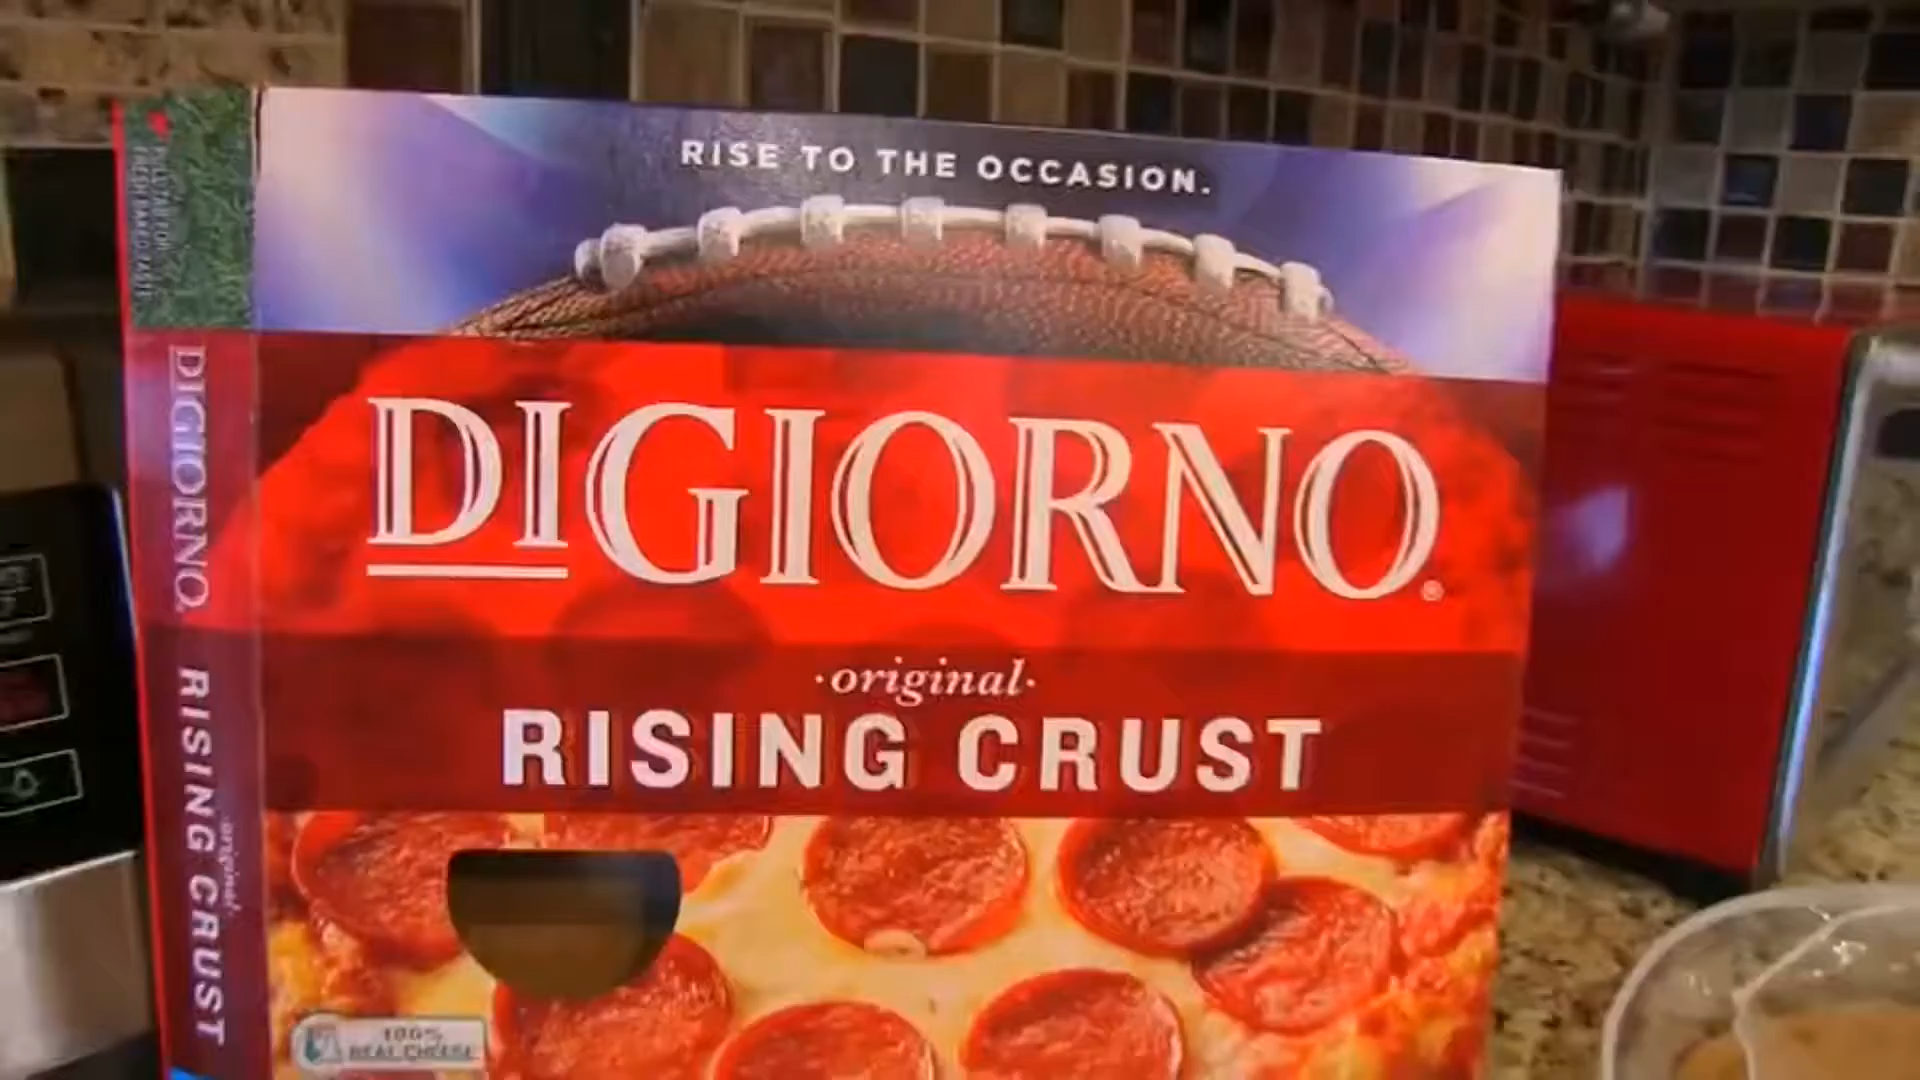 RISE TO THE OCCASION.
DIGIORNO®
·original·
RISING CRUST
100%
REAL CHEESE
DIGIORNO
original
RISING CRUST